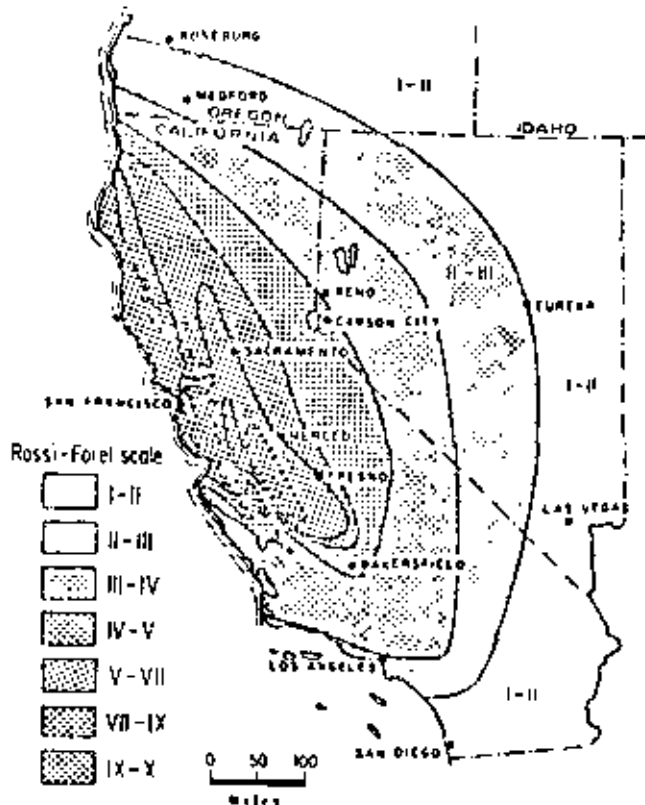 ROSEBURG
I-II
MEDFORD
OREGON
IDAHO
CALIFORNIA
II-III
RENO
EUREKA
CARSON CITY
SACRAMENTO
I-II
SAN FRANCISCO
MERCED
Rossi-Forel scale
FRESNO
I-II
LAS VEGAS
II-III
BAKERSFIELD
III-IV
IV-V
LOS ANGELES
V-VII
I-II
VII-IX
SAN DIEGO
IX-X
0 50 100
Miles